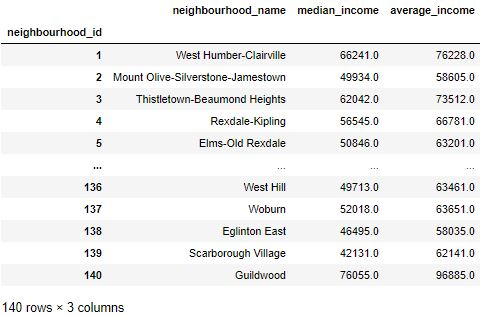 neighbourhood_name median_income average_income
neighbourhood_id
1 West Humber-Clairville 66241.0 76228.0
2 Mount Olive-Silverstone-Jamestown 49934.0 58605.0
3 Thistletown-Beaumond Heights 62042.0 73512.0
4 Rexdale-Kipling 56545.0 66781.0
5 Elms-Old Rexdale 50846.0 63201.0
... ... ... ...
136 West Hill 49713.0 63461.0
137 Woburn 52018.0 63651.0
138 Eglinton East 46495.0 58035.0
139 Scarborough Village 42131.0 62141.0
140 Guildwood 76055.0 96885.0
140 rows × 3 columns